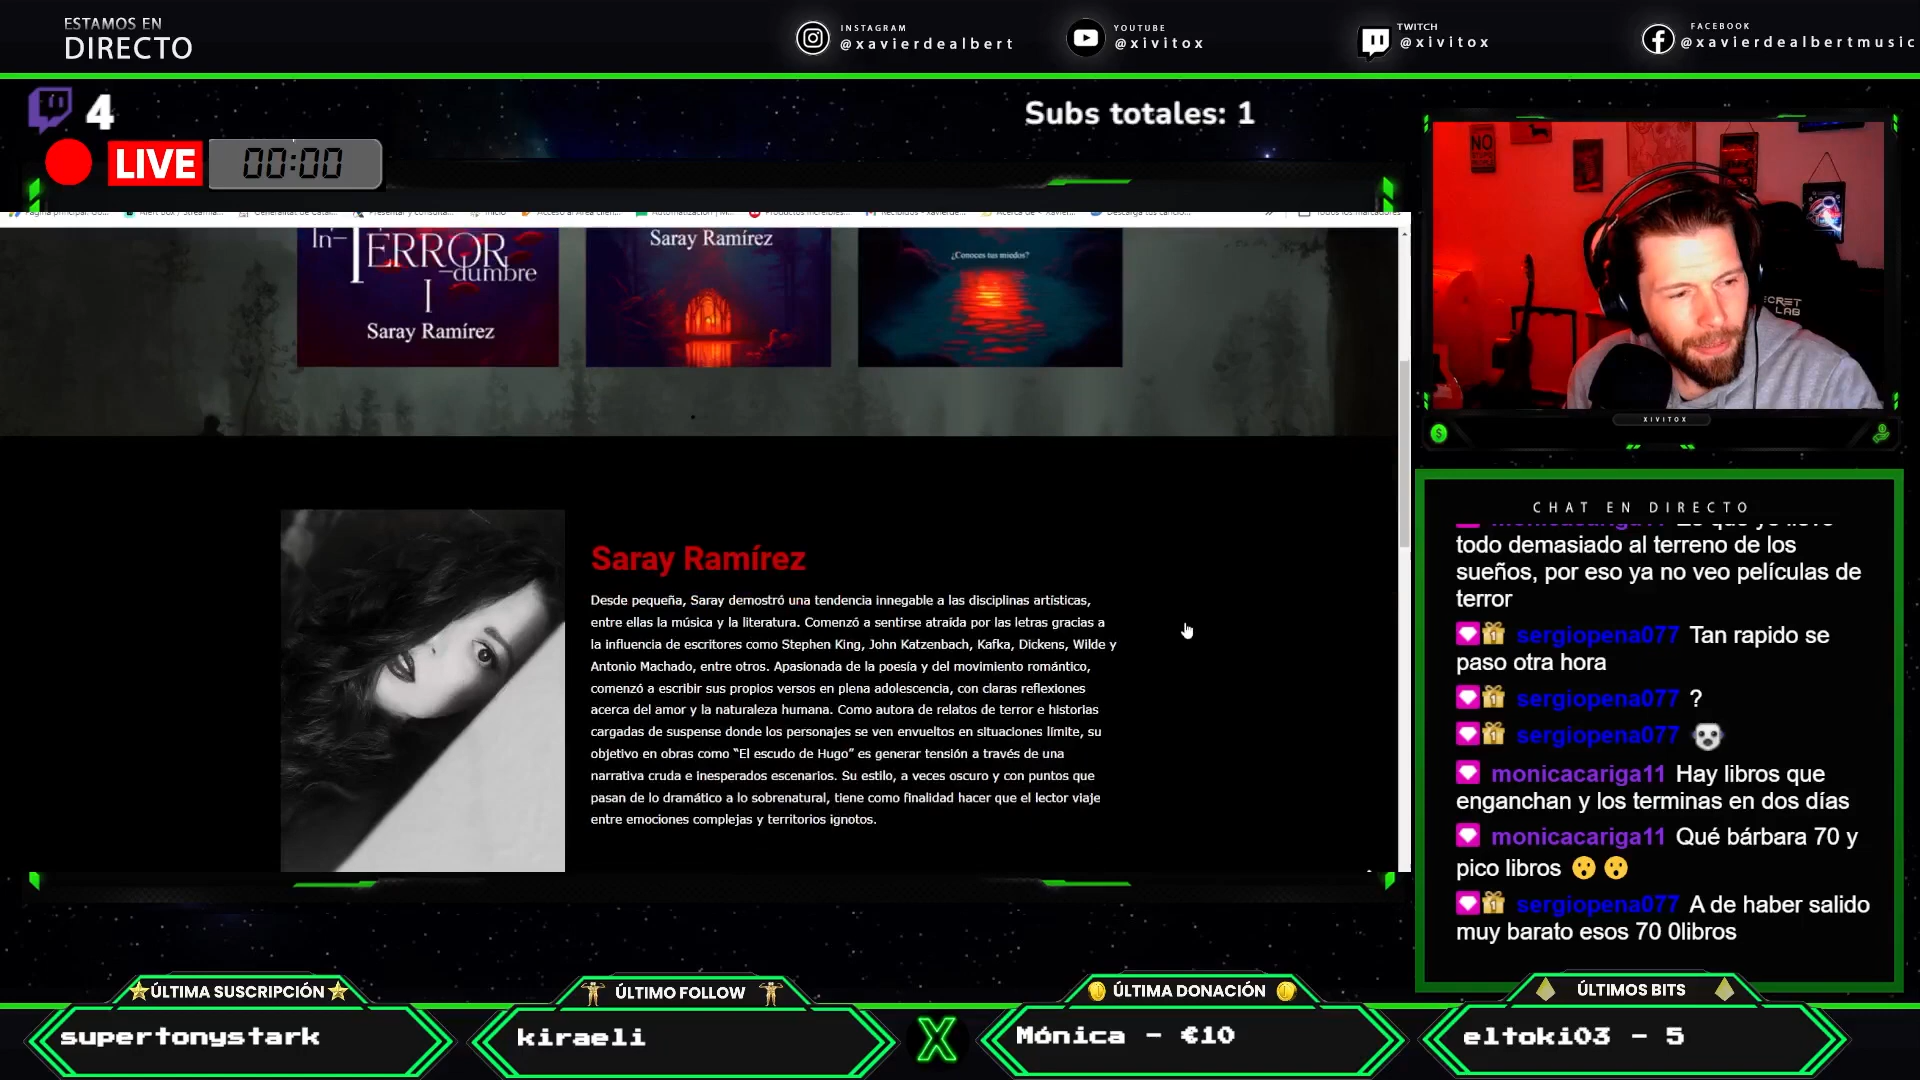 ESTAMOS EN
DIRECTO
INSTAGRAM
@xavierdealbert
YOUTUBE
@xivitox
TWITCH
@xivitox
FACEBOOK
@xavierdealbertmusic
4
Subs totales: 1
LIVE
00:00
In-TERROR
-dumbre
I
Saray Ramírez
Saray Ramírez
¿Conoces tus miedos?
NO
XIVITOX
Saray Ramírez
Desde pequeña, Saray demostró una tendencia innegable a las disciplinas artísticas,
entre ellas la música y la literatura. Comenzó a sentirse atraída por las letras gracias a
la influencia de escritores como Stephen King, John Katzenbach, Kafka, Dickens, Wilde y
Antonio Machado, entre otros. Apasionada de la poesía y del movimiento romántico,
comenzó a escribir sus propios versos en plena adolescencia, con claras reflexiones
acerca del amor y la naturaleza humana. Como autora de relatos de terror e historias
cargadas de suspense donde los personajes se ven envueltos en situaciones límite, su
objetivo en obras como “El escudo de Hugo” es generar tensión a través de una
narrativa cruda e inesperados escenarios. Su estilo, a veces oscuro y con puntos que
pasan de lo dramático a lo sobrenatural, tiene como finalidad hacer que el lector viaje
entre emociones complejas y territorios ignotos.
CHAT EN DIRECTO
todo demasiado al terreno de los
sueños, por eso ya no veo películas de
terror
sergiopena077 Tan rapido se
paso otra hora
sergiopena077 ?
sergiopena077
monicacariga11 Hay libros que
enganchan y los terminas en dos días
monicacariga11 Qué bárbara 70 y
pico libros
sergiopena077 A de haber salido
muy barato esos 70 0libros
ÚLTIMA SUSCRIPCIÓN
supertonystark
ÚLTIMO FOLLOW
kiraeli
X
ÚLTIMA DONACIÓN
Mónica - €10
ÚLTIMOS BITS
eltoki03 - 5